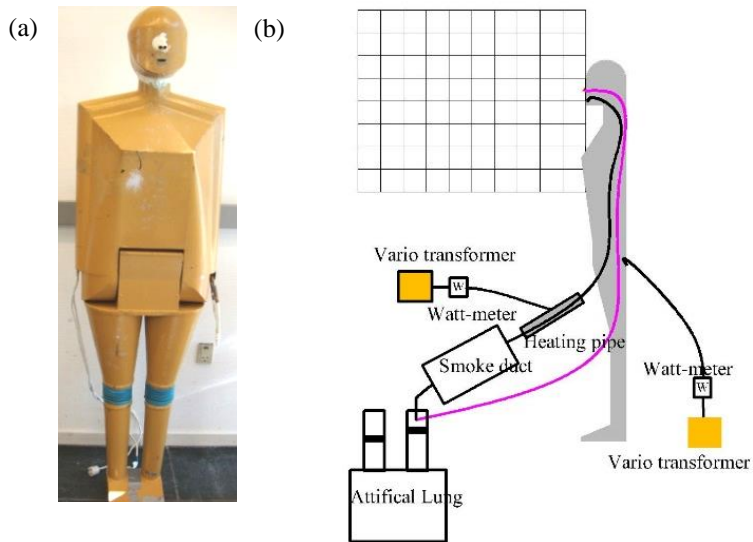 (a)
(b)
Vario transformer
W
Watt-meter
Heating pipe
Smoke duct
Watt-meter
W
Vario transformer
Attifical Lung